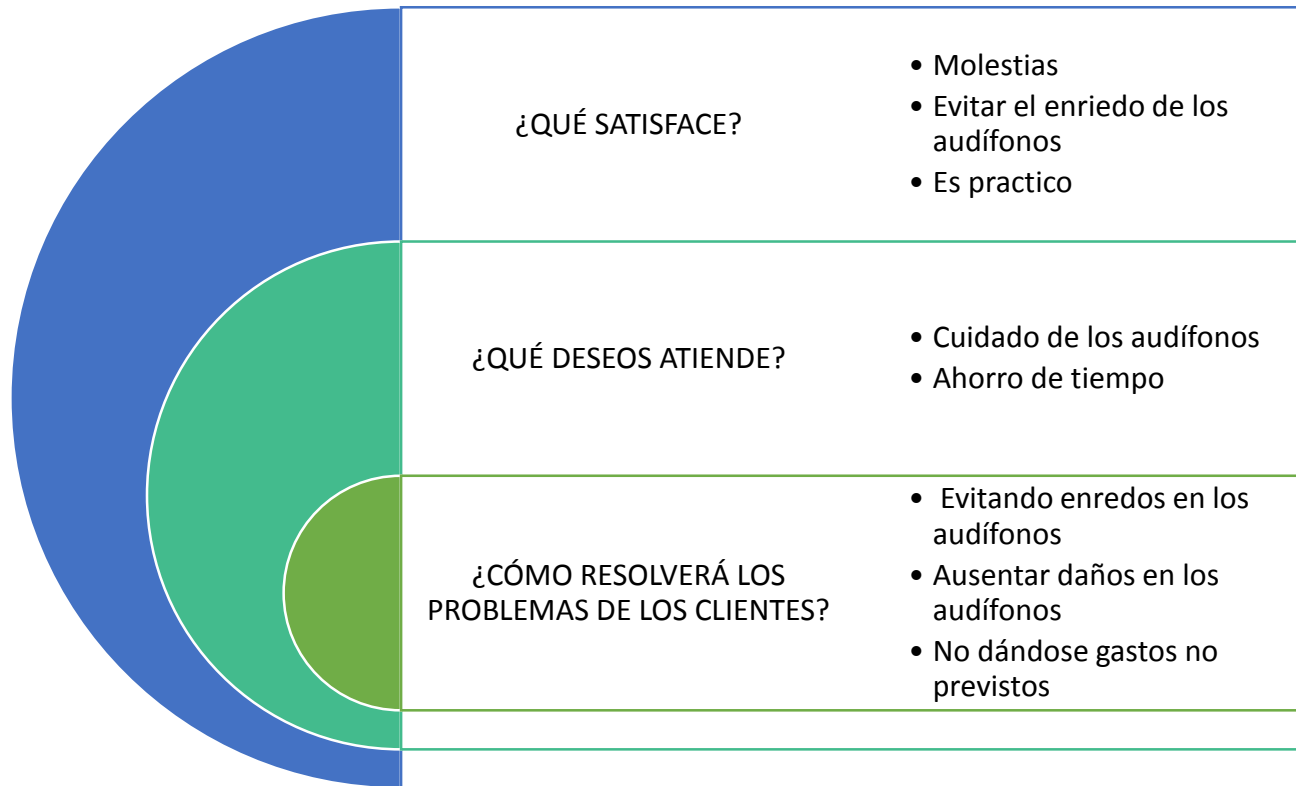 ¿QUÉ SATISFACE?
• Molestias
• Evitar el enriedo de los
audífonos
• Es practico
¿QUÉ DESEOS ATIENDE?
• Cuidado de los audífonos
• Ahorro de tiempo
¿CÓMO RESOLVERÁ LOS
PROBLEMAS DE LOS CLIENTES?
• Evitando enredos en los
audífonos
• Ausentar daños en los
audífonos
• No dándose gastos no
previstos